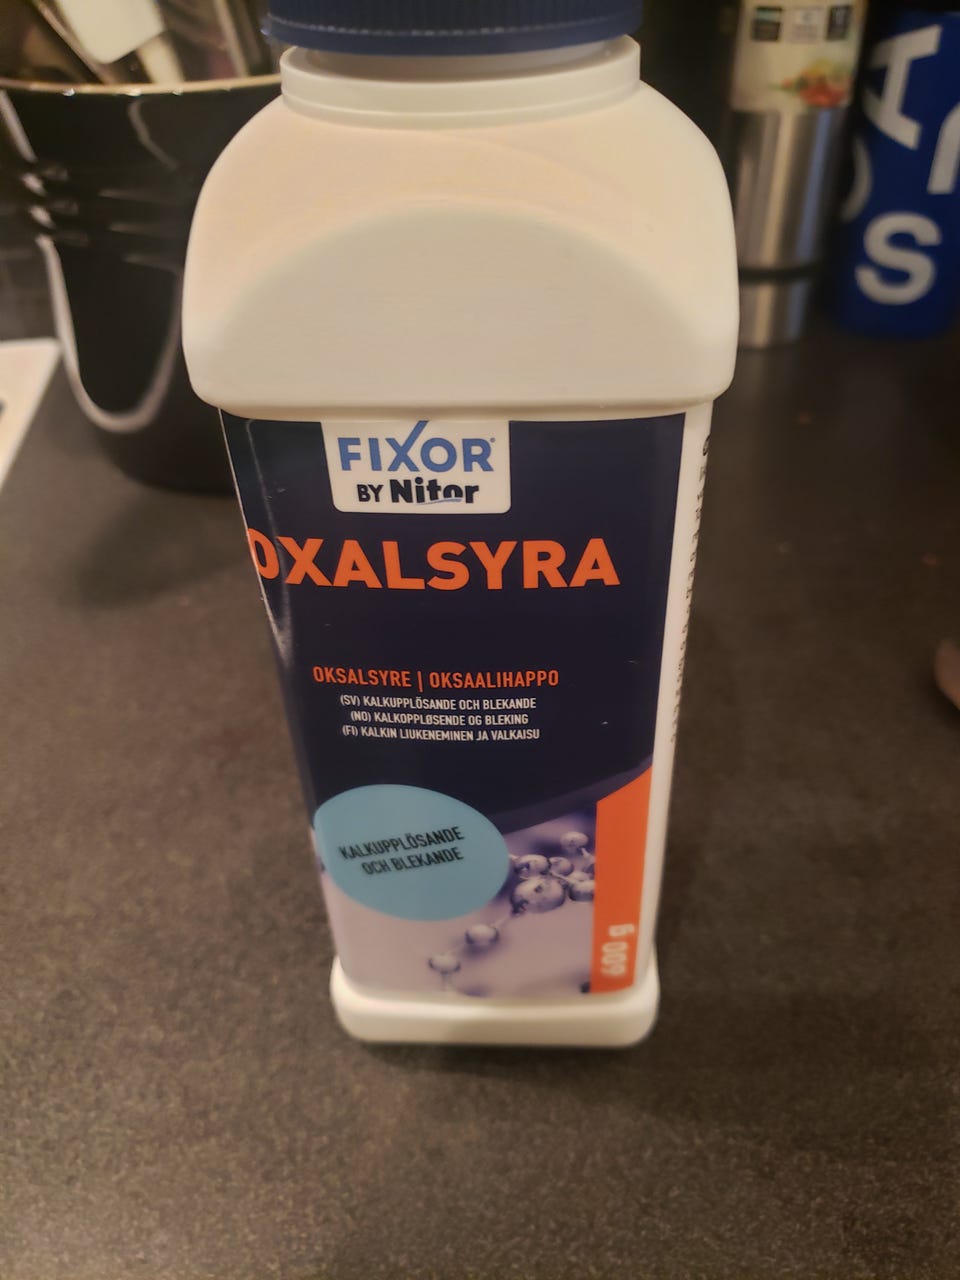 FIXOR®
BY Nitor
OXALSYRA
OKSALSYRE | OKSAALIHAPPO
(SV) KALKUPPLÖSANDE OCH BLEKANDE
(NO) KALKOPPLØSENDE OG BLEKING
(FI) KALKIN LIUKENEMINEN JA VALKAISU
KALKUPPLÖSANDE
OCH BLEKANDE
600 g
S